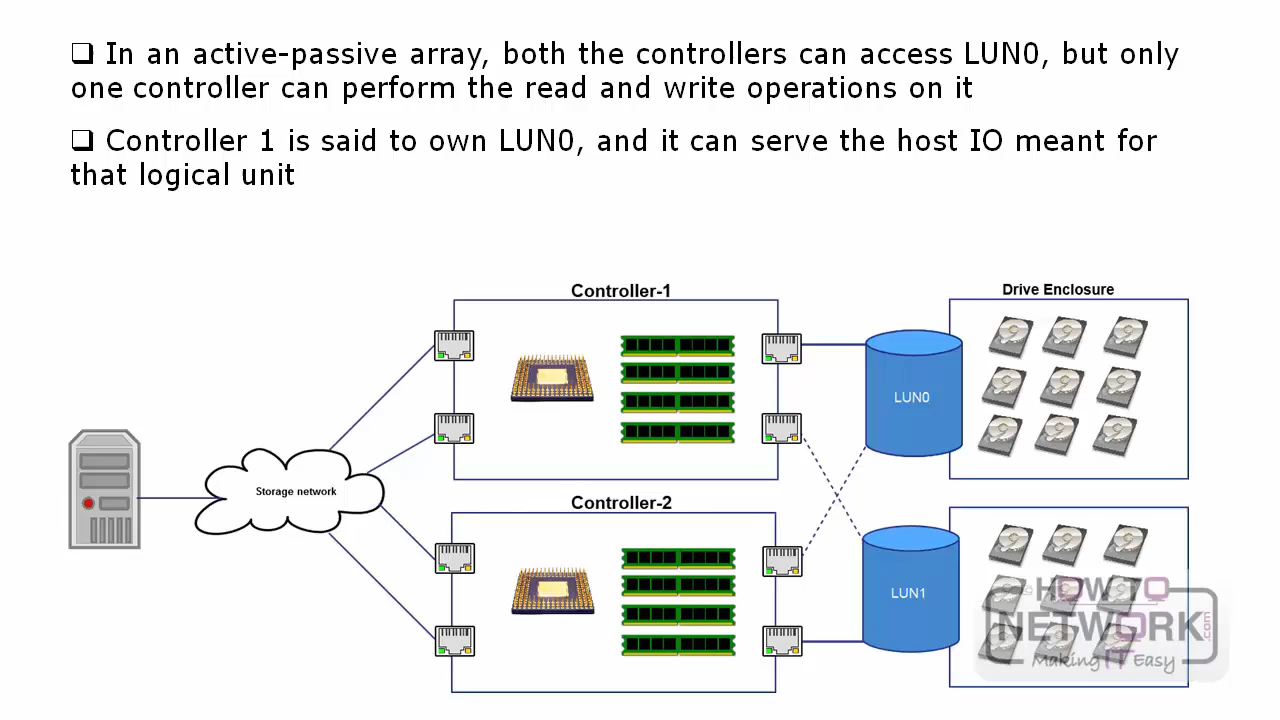 ❑ In an active-passive array, both the controllers can access LUN0, but only
one controller can perform the read and write operations on it
❑ Controller 1 is said to own LUN0, and it can serve the host IO meant for
that logical unit
Controller-1
Drive Enclosure
LUN0
Storage network
Controller-2
LUN1
HOW TO
NETWORK.com
Making IT Easy